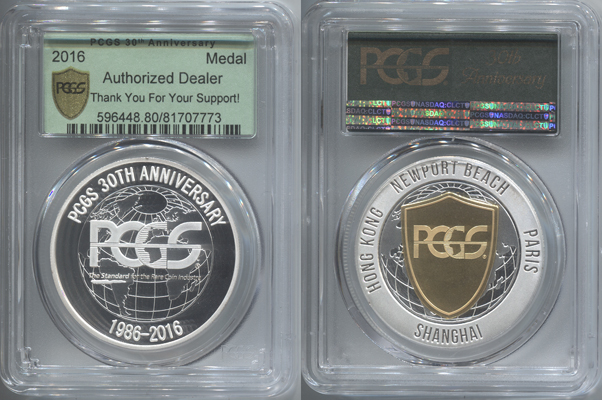 PCGS 30th Anniversary
2016 Medal
PCGS
Authorized Dealer
Thank You For Your Support!
596448.80/81707773
PCGS 30TH ANNIVERSARY
PCGS
The Standard for the Rare Coin Industry
1986-2016
PCGS
30th
Anniversary
NEWPORT BEACH
HONG KONG
PARIS
SHANGHAI
PCGS